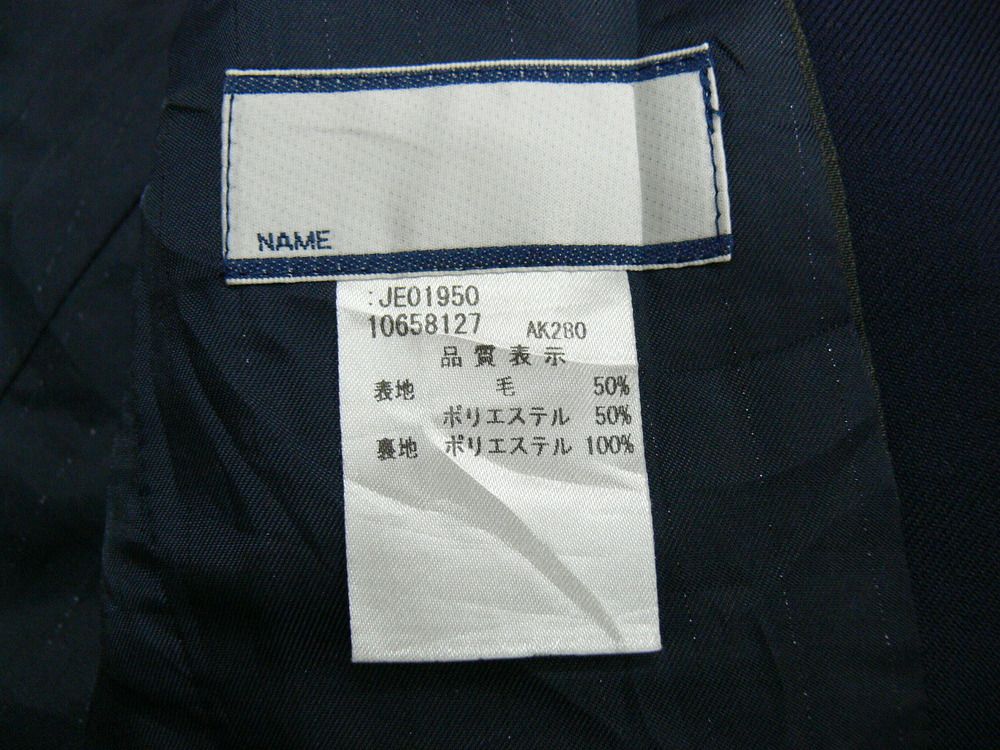 NAME
:JE01950
10658127 AK280
品質表示
表地 毛 50%
ポリエステル 50%
裏地 ポリエステル 100%